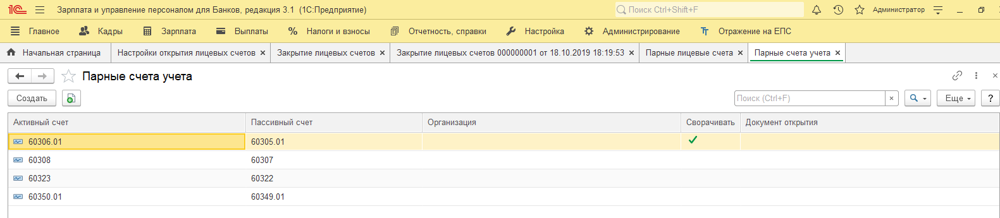 1С Зарплата и управление персоналом для Банков, редакция 3.1 (1С:Предприятие) Поиск Ctrl+Shift+F Администратор
Главное Кадры Зарплата Выплаты % Налоги и взносы Отчетность, справки Настройка Администрирование Тт Отражение на ЕПС
Начальная страница Настройки открытия лицевых счетов × Закрытие лицевых счетов × Закрытие лицевых счетов 000000001 от 18.10.2019 18:19:53 × Парные лицевые счета × Парные счета учета ×
Парные счета учета
Создать Поиск (Ctrl+F) × Еще ?
Активный счет Пассивный счет Организация Сворачивать Документ открытия
60306.01 60305.01
60308 60307
60323 60322
60350.01 60349.01